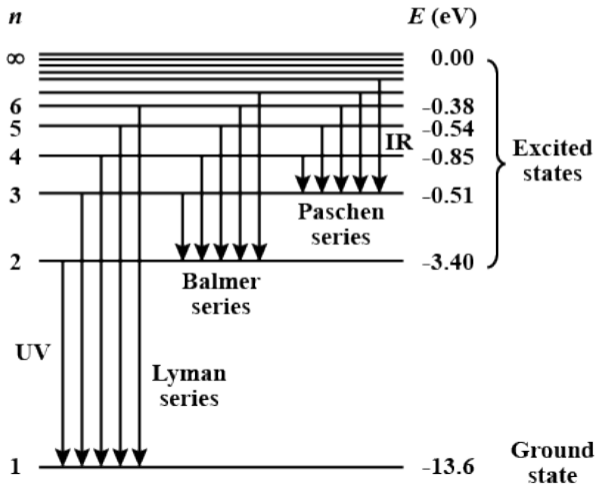 n E (eV)
∞ 0.00
6 -0.38
5 -0.54
IR
4 -0.85
Excited
states
3 -0.51
Paschen
series
2 -3.40
Balmer
series
UV
Lyman
series
1 -13.6
Ground
state